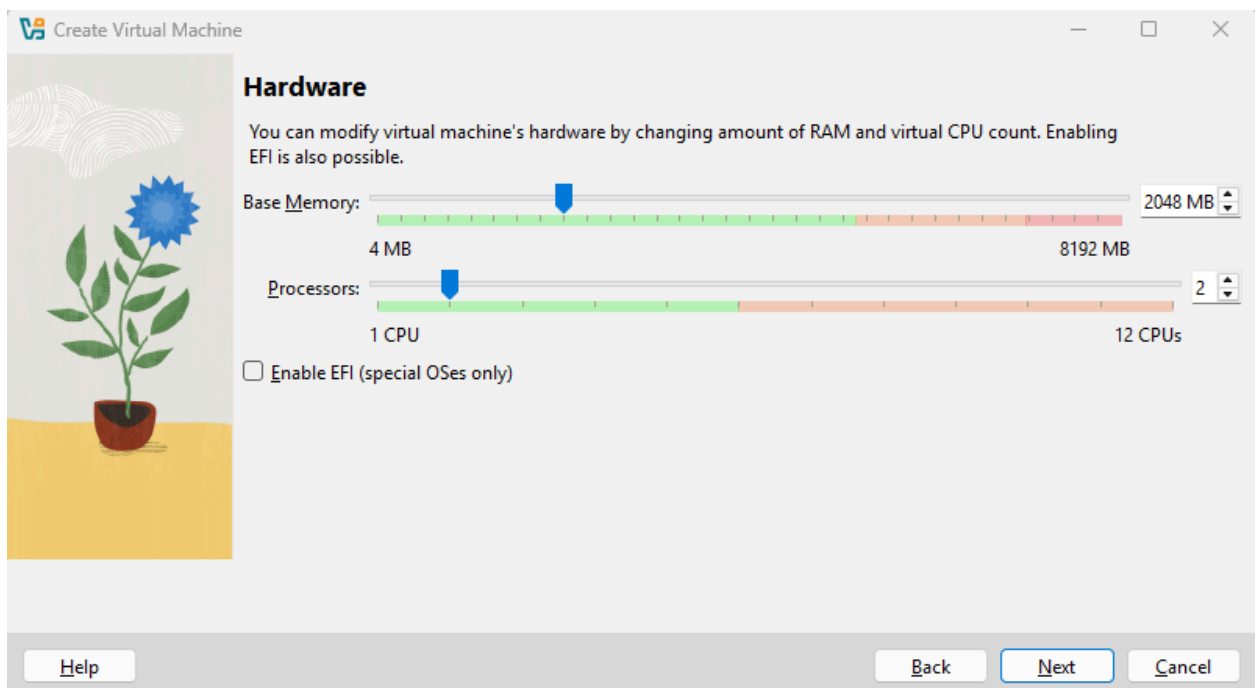 Create Virtual Machine
Hardware
You can modify virtual machine's hardware by changing amount of RAM and virtual CPU count. Enabling
EFI is also possible.
Base Memory: 2048 MB
4 MB 8192 MB
Processors: 2
1 CPU 12 CPUs
Enable EFI (special OSes only)
Help Back Next Cancel